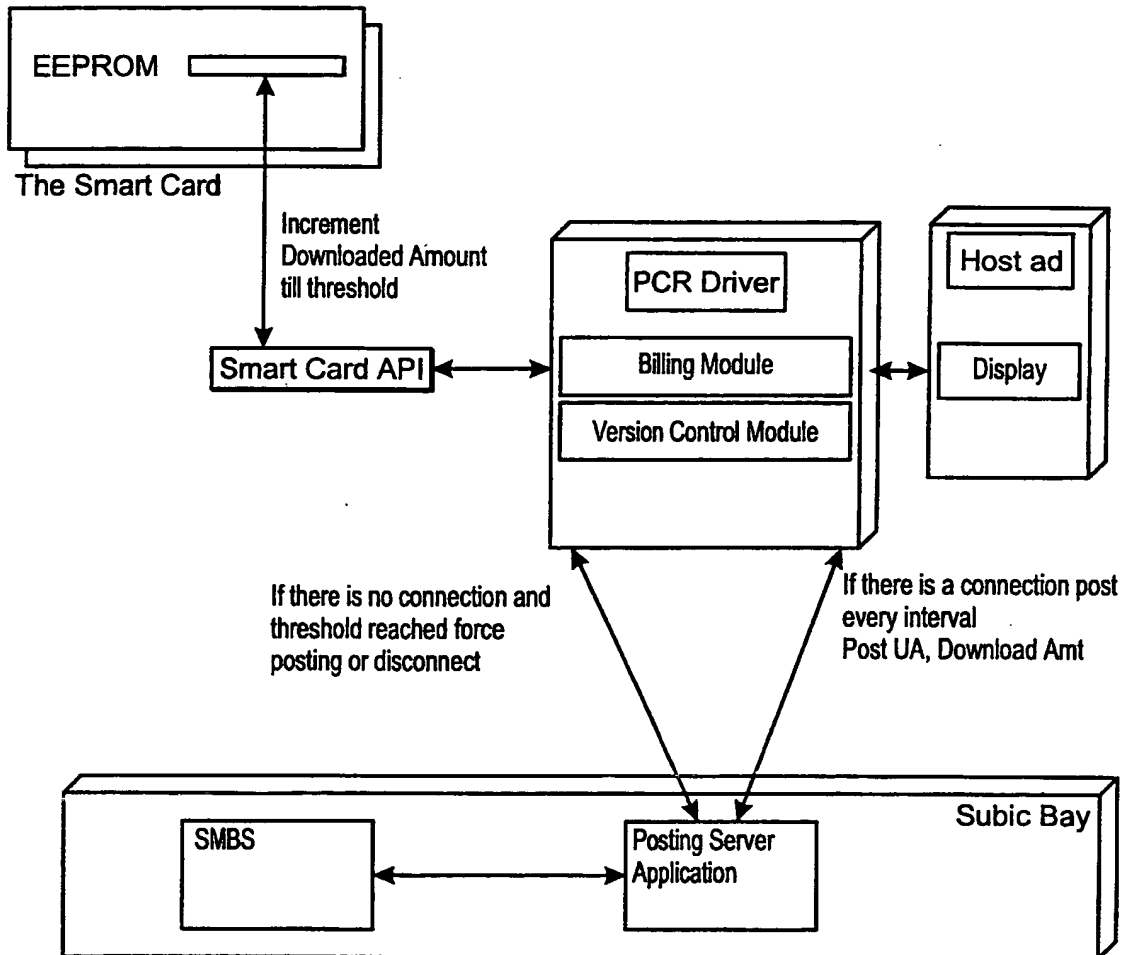 EEPROM
The Smart Card
Increment
Downloaded Amount
till threshold
Smart Card API
PCR Driver
Billing Module
Version Control Module
Host ad
Display
If there is no connection and
threshold reached force
posting or disconnect
If there is a connection post
every interval
Post UA, Download Amt
Subic Bay
SMBS
Posting Server
Application